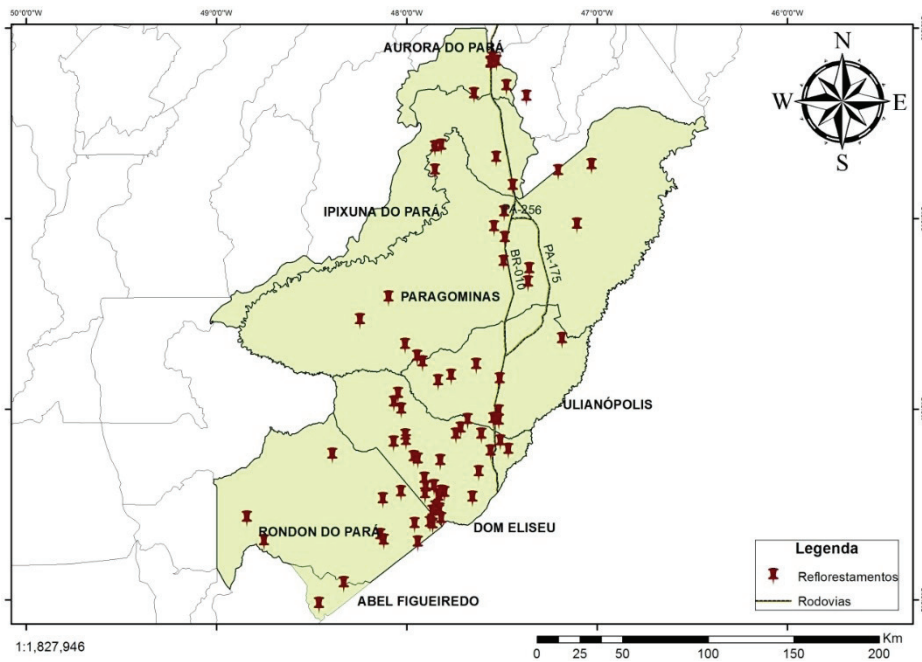 50°0'0"W
49°0'0"W
48°0'0"W
47°0'0"W
46°0'0"W
AURORA DO PARÁ
N
W
E
S
IPIXUNA DO PARÁ
PA-256
BR-010
PA-175
PARAGOMINAS
ULIANÓPOLIS
DOM ELISEU
RONDON DO PARÁ
ABEL FIGUEIREDO
Legenda
Reflorestamentos
Rodovias
1:1,827,946
Km
0 25 50 100 150 200